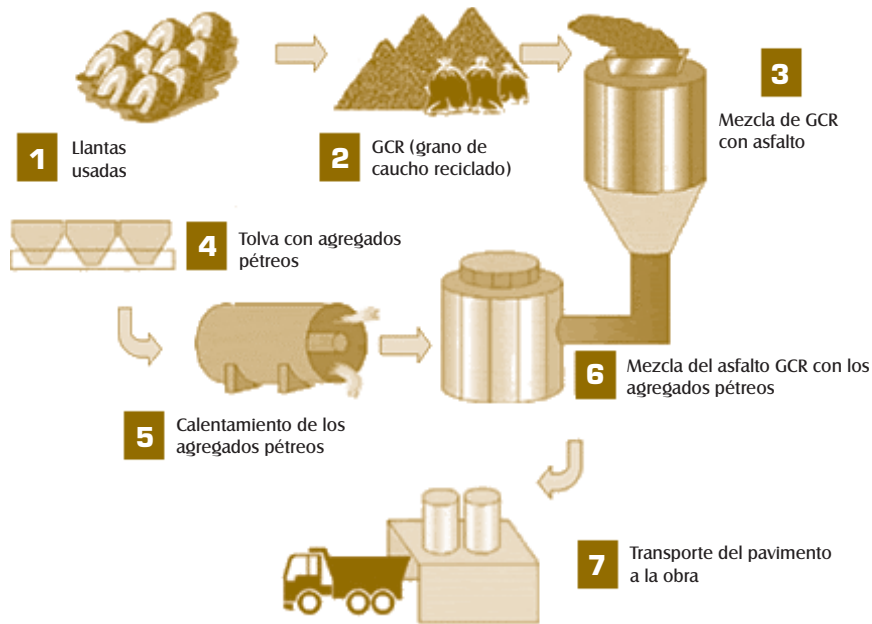 1
Llantas
usadas
2
GCR (grano de
caucho reciclado)
3
Mezcla de GCR
con asfalto
4
Tolva con agregados
pétreos
5
Calentamiento de los
agregados pétreos
6
Mezcla del asfalto GCR con los
agregados pétreos
7
Transporte del pavimento
a la obra